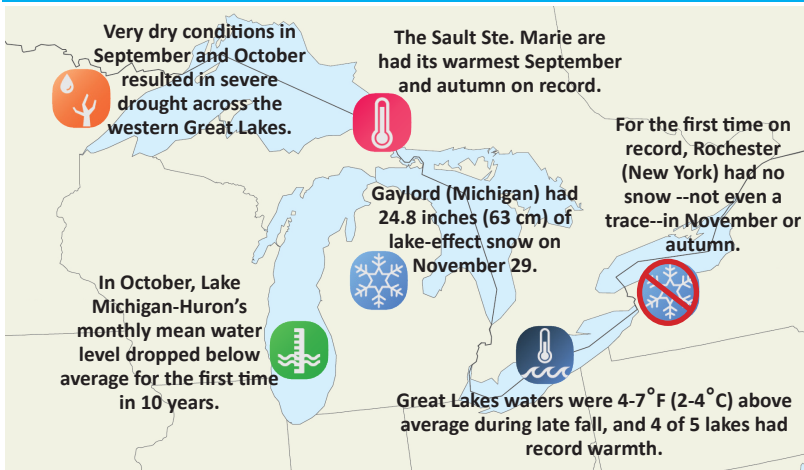 Very dry conditions in
September and October
resulted in severe
drought across the
western Great Lakes.
The Sault Ste. Marie are
had its warmest September
and autumn on record.
For the first time on
record, Rochester
(New York) had no
snow --not even a
trace--in November or
autumn.
Gaylord (Michigan) had
24.8 inches (63 cm) of
lake-effect snow on
November 29.
In October, Lake
Michigan-Huron's
monthly mean water
level dropped below
average for the first time
in 10 years.
Great Lakes waters were 4-7°F (2-4°C) above
average during late fall, and 4 of 5 lakes had
record warmth.